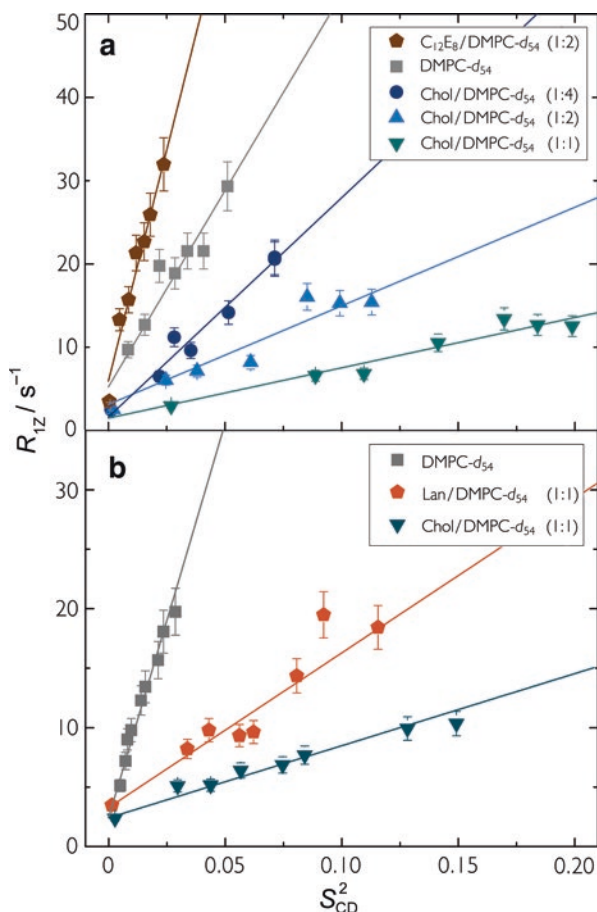 50
a
C₁₂E₈/DMPC-d₅₄ (1:2)
DMPC-d₅₄
Chol/DMPC-d₅₄ (1:4)
Chol/DMPC-d₅₄ (1:2)
Chol/DMPC-d₅₄ (1:1)
40
30
20
10
0
R₁Z / s⁻¹
b
DMPC-d₅₄
Lan/DMPC-d₅₄ (1:1)
Chol/DMPC-d₅₄ (1:1)
30
20
10
0
0 0.05 0.10 0.15 0.20
S²CD